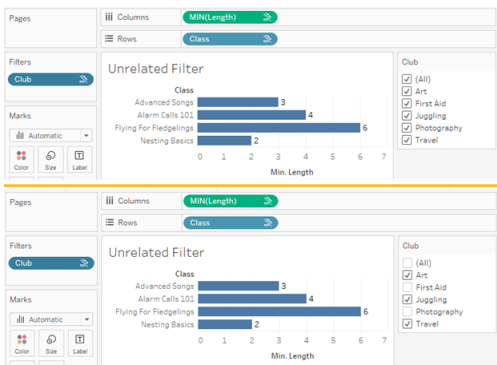 Pages
Columns
MIN(Length)
Rows
Class
Filters
Club
Marks
Automatic
Color
Size
Label
Unrelated Filter
Class
Advanced Songs
3
Alarm Calls 101
4
Flying For Fledgelings
6
Nesting Basics
2
0 1 2 3 4 5 6 7
Min. Length
Club
(All)
Art
First Aid
Juggling
Photography
Travel
Pages
Columns
MIN(Length)
Rows
Class
Filters
Club
Marks
Automatic
Color
Size
Label
Unrelated Filter
Class
Advanced Songs
3
Alarm Calls 101
4
Flying For Fledgelings
6
Nesting Basics
2
0 1 2 3 4 5 6 7
Min. Length
Club
(All)
Art
First Aid
Juggling
Photography
Travel